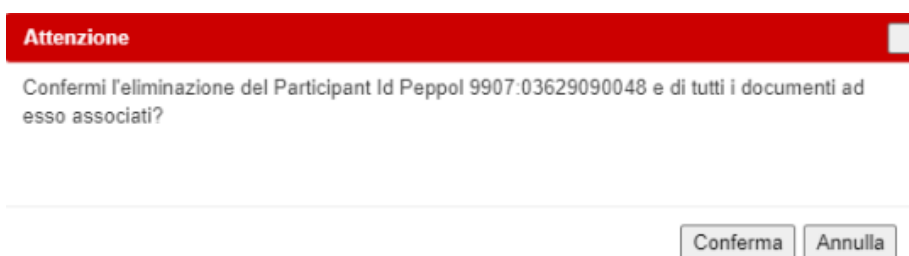 Attenzione
Confermi l'eliminazione del Participant Id Peppol 9907:03629090048 e di tutti i documenti ad
esso associati?
Conferma Annulla